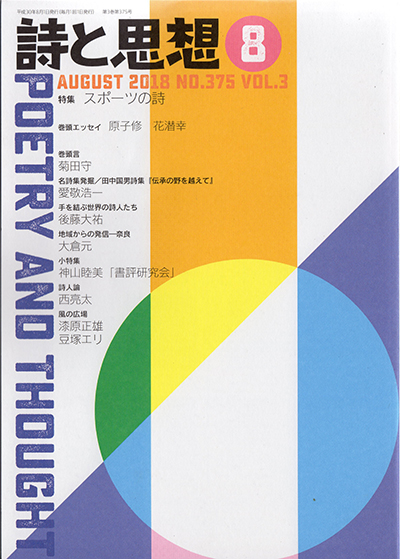 平成30年8月1日発行(毎月1回1日発行) 第3巻第375号
詩と思想
8
AUGUST 2018 NO.375 VOL.3
特集 スポーツの詩
巻頭エッセイ 原子修 花潜幸
巻頭言
菊田守
名詩集発掘/田中国男詩集『伝承の野を越えて』
愛敬浩一
手を結ぶ世界の詩人たち
後藤大祐
地域からの発信―奈良
大倉元
小特集
神山睦美「書評研究会」
詩人論
西亮太
風の広場
漆原正雄
豆塚エリ
POETRY AND THOUGHT